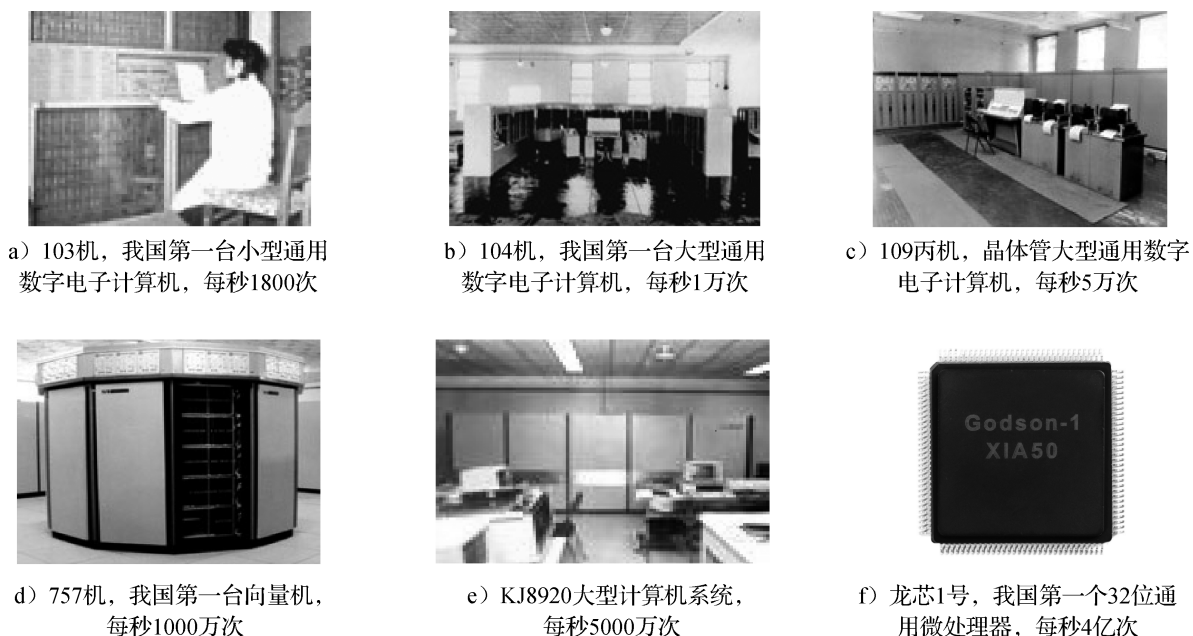 a）103机，我国第一台小型通用
数字电子计算机，每秒1800次
b）104机，我国第一台大型通用
数字电子计算机，每秒1万次
c）109丙机，晶体管大型通用数字
电子计算机，每秒5万次
Godson-1
XIA50
d）757机，我国第一台向量机，
每秒1000万次
e）KJ8920大型计算机系统，
每秒5000万次
f）龙芯1号，我国第一个32位通
用微处理器，每秒4亿次